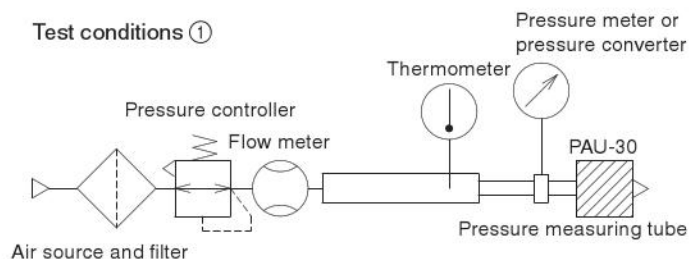 Test conditions ①
Pressure meter or
pressure converter
Thermometer
Pressure controller
Flow meter
PAU-30
Pressure measuring tube
Air source and filter